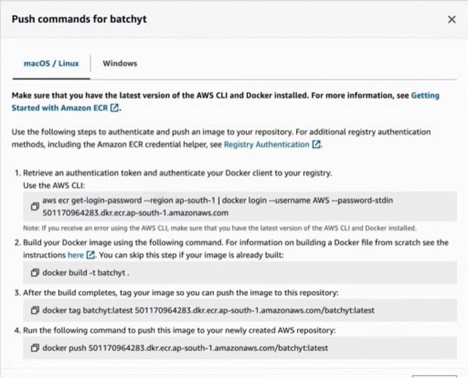 Push commands for batchyt
macOS / Linux
Windows
Make sure that you have the latest version of the AWS CLI and Docker installed. For more information, see Getting
Started with Amazon ECR.
Use the following steps to authenticate and push an image to your repository. For additional registry authentication
methods, including the Amazon ECR credential helper, see Registry Authentication.
1. Retrieve an authentication token and authenticate your Docker client to your registry.
Use the AWS CLI:
aws ecr get-login-password --region ap-south-1 | docker login --username AWS --password-stdin
501170964283.dkr.ecr.ap-south-1.amazonaws.com
Note: If you receive an error using the AWS CLI, make sure that you have the latest version of the AWS CLI and Docker installed.
2. Build your Docker image using the following command. For information on building a Docker file from scratch see the
instructions here. You can skip this step if your image is already built:
docker build -t batchyt .
3. After the build completes, tag your image so you can push the image to this repository:
docker tag batchyt:latest 501170964283.dkr.ecr.ap-south-1.amazonaws.com/batchyt:latest
4. Run the following command to push this image to your newly created AWS repository:
docker push 501170964283.dkr.ecr.ap-south-1.amazonaws.com/batchyt:latest